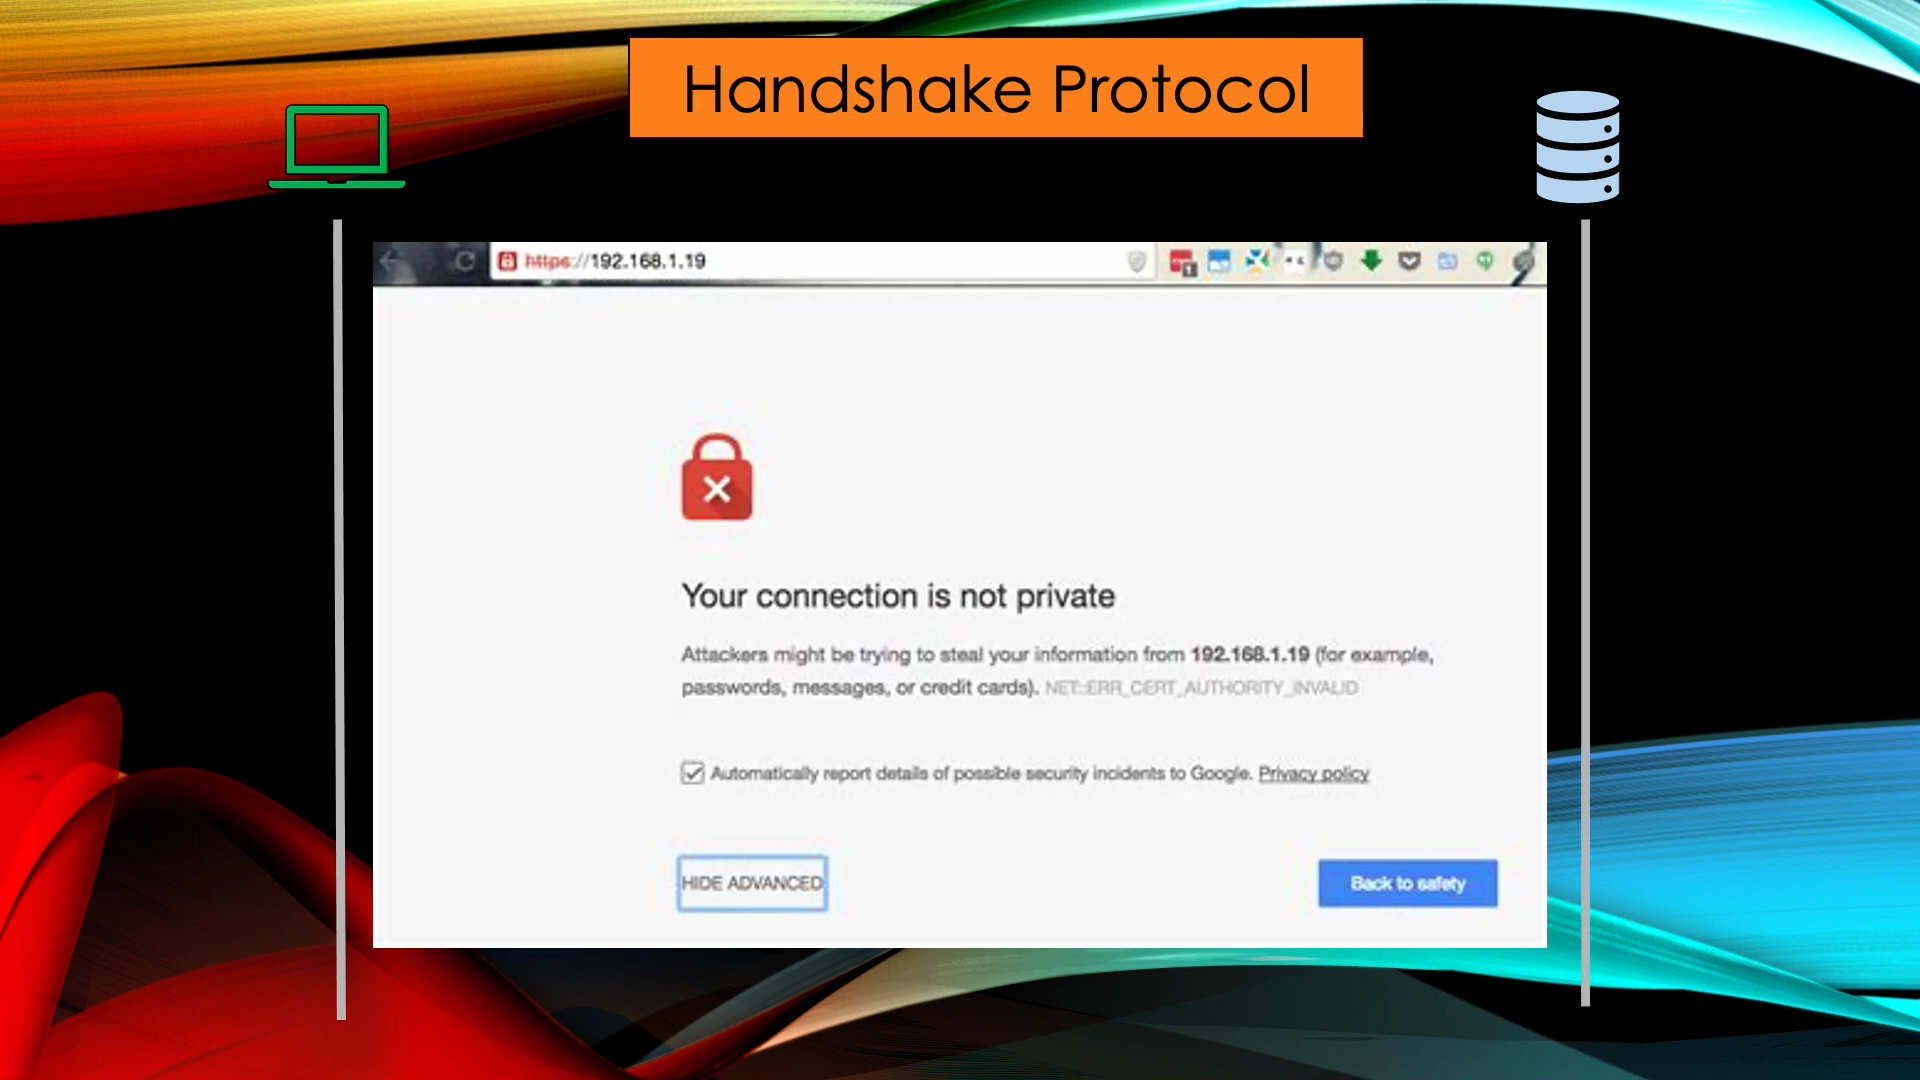 Handshake Protocol
https://192.168.1.19
Your connection is not private
Attackers might be trying to steal your information from 192.168.1.19 (for example,
passwords, messages, or credit cards). NET::ERR_CERT_AUTHORITY_INVALID
Automatically report details of possible security incidents to Google. Privacy policy
HIDE ADVANCED
Back to safety